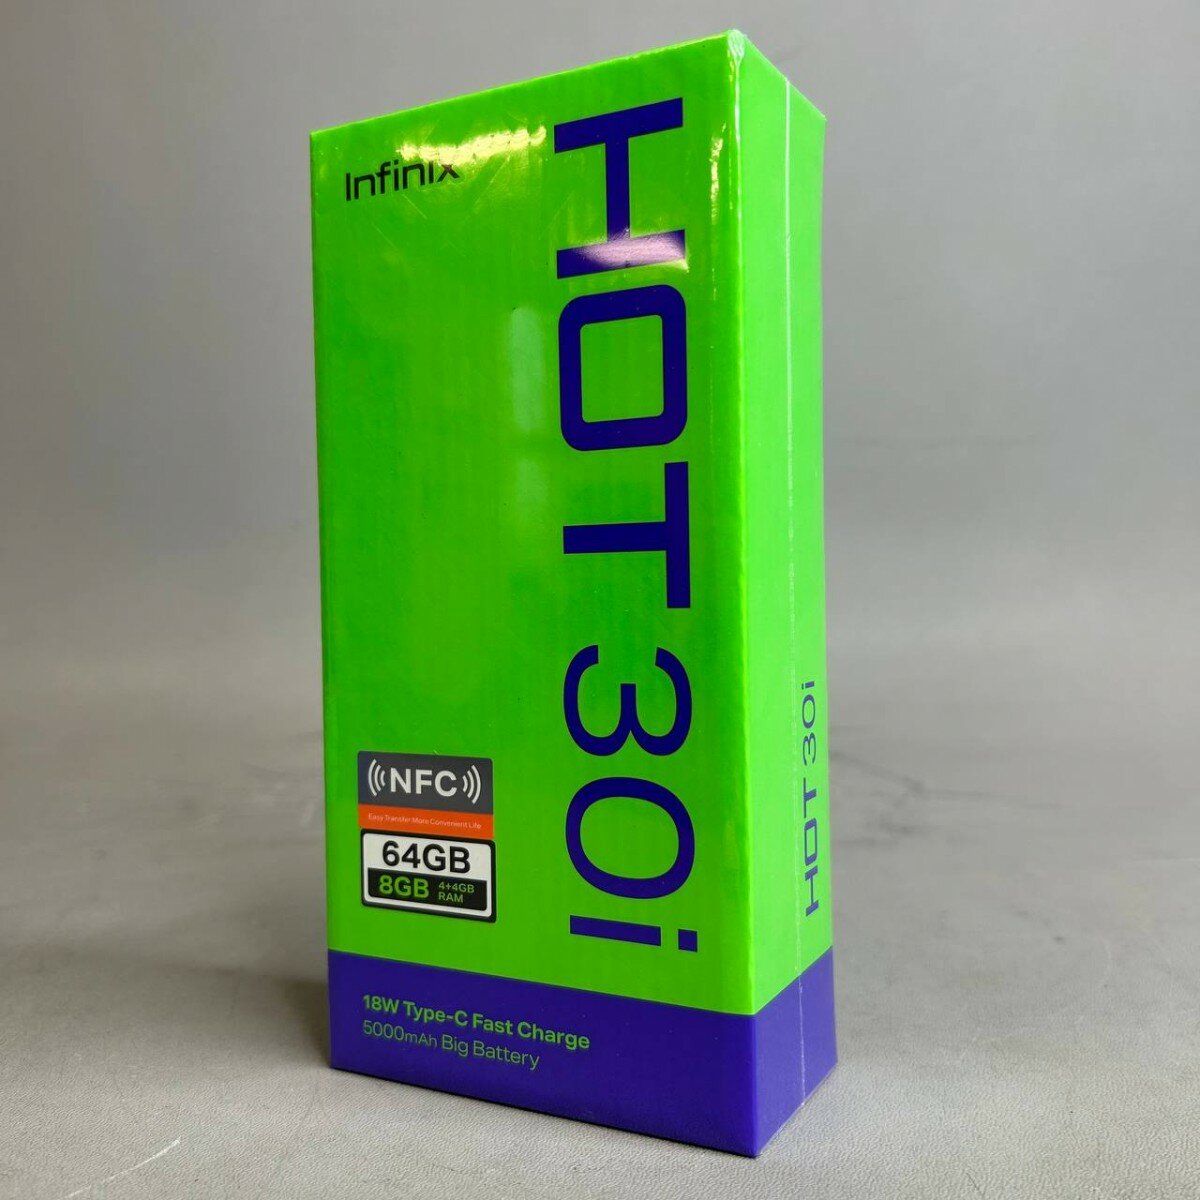 Infinix
HOT 30i
NFC
Easy Transfer More Convenient Life
64GB
8GB 4+4GB
RAM
18W Type-C Fast Charge
5000mAh Big Battery
HOT 30i